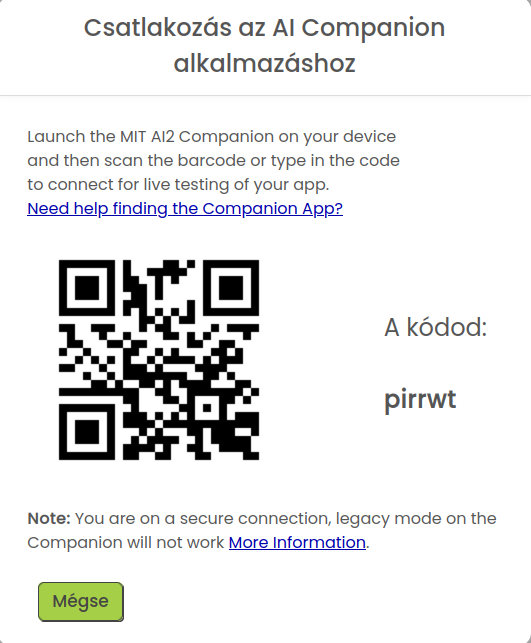 Csatlakozás az AI Companion
alkalmazáshoz
Launch the MIT AI2 Companion on your device
and then scan the barcode or type in the code
to connect for live testing of your app.
Need help finding the Companion App?
A kódod:
pirrwt
Note: You are on a secure connection, legacy mode on the
Companion will not work More Information.
Mégse